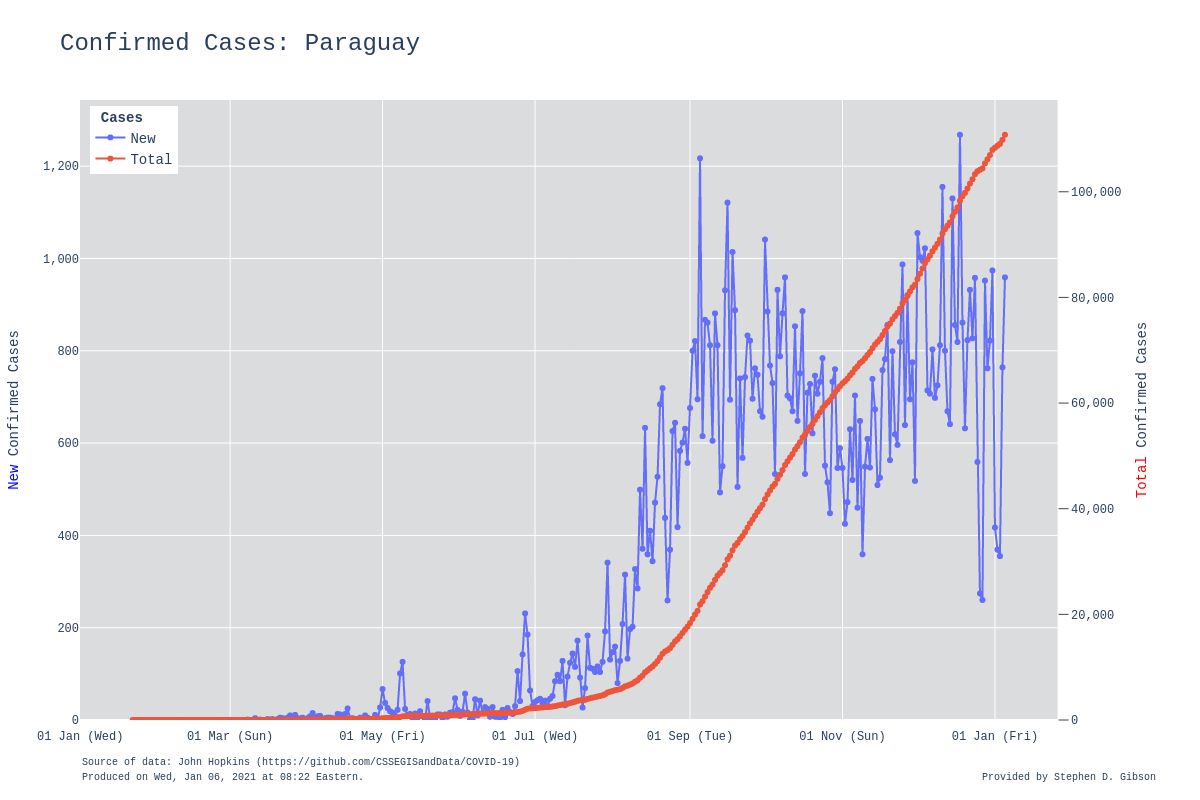 Confirmed Cases: Paraguay
Cases
New
Total
1,200
1,000
800
600
400
200
0
100,000
80,000
60,000
40,000
20,000
0
New Confirmed Cases
Total Confirmed Cases
01 Jan (Wed)
01 Mar (Sun)
01 May (Fri)
01 Jul (Wed)
01 Sep (Tue)
01 Nov (Sun)
01 Jan (Fri)
Source of data: John Hopkins (https://github.com/CSSEGISandData/COVID-19)
Produced on Wed, Jan 06, 2021 at 08:22 Eastern.
Provided by Stephen D. Gibson